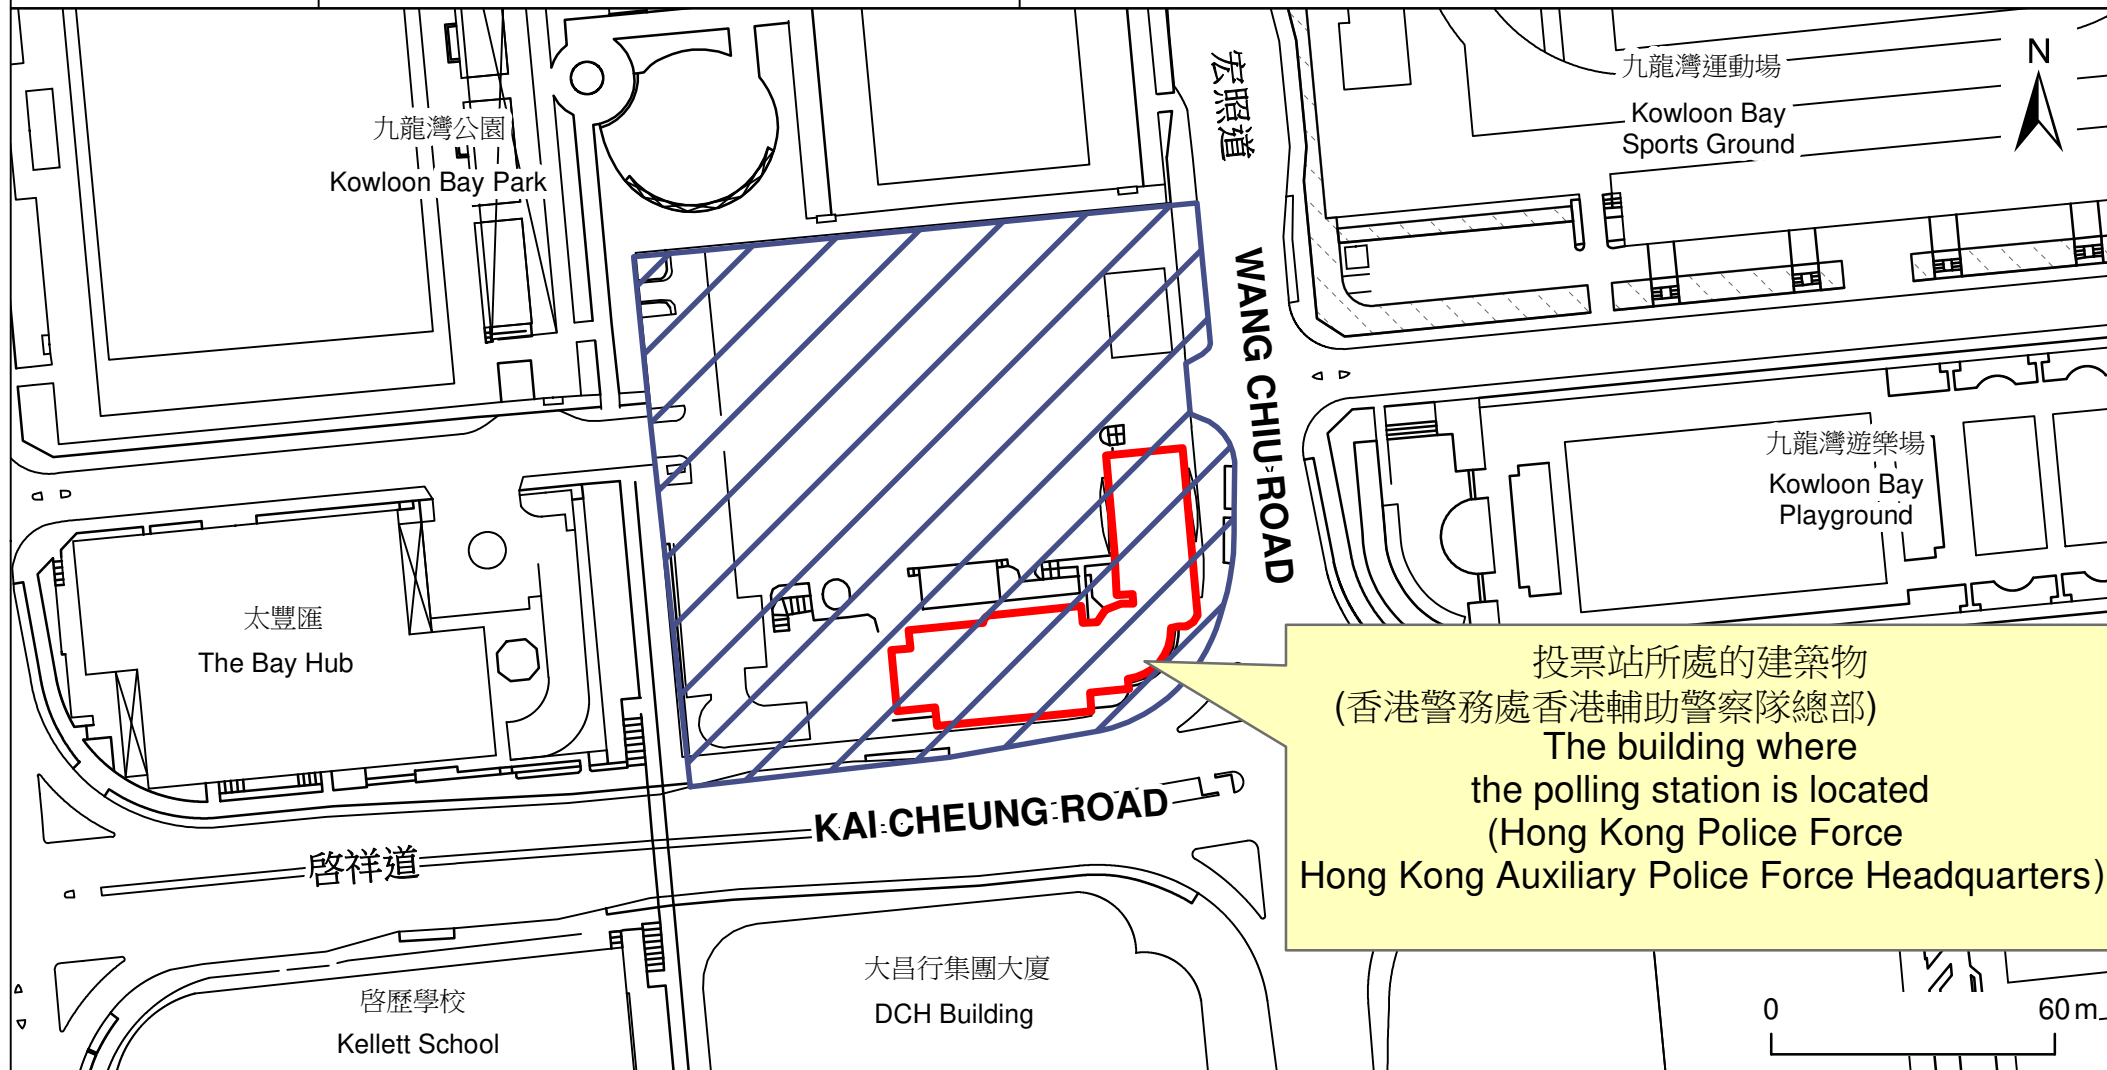 九龍灣運動場
Kowloon Bay
Sports Ground
N
宏照道
九龍灣公園
Kowloon Bay Park
WANG CHIU ROAD
九龍灣遊樂場
Kowloon Bay
Playground
太豐匯
The Bay Hub
投票站所處的建築物
(香港警務處香港輔助警察隊總部)
The building where
the polling station is located
(Hong Kong Police Force
Hong Kong Auxiliary Police Force Headquarters)
KAI CHEUNG ROAD
啓祥道
大昌行集團大廈
DCH Building
啓歷學校
Kellett School
0 60 m